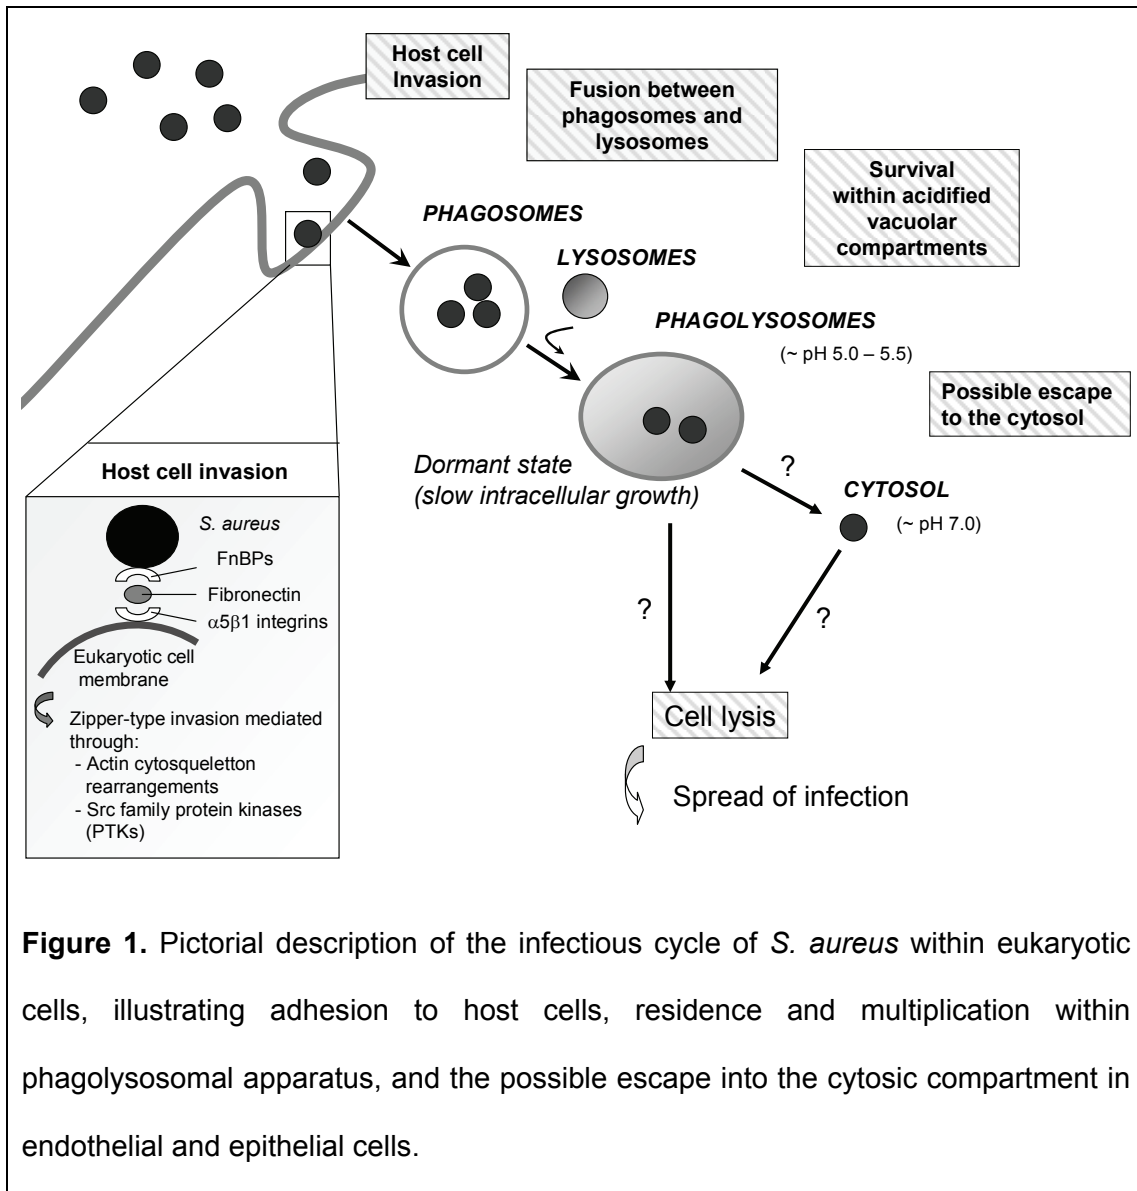 Host cell
Invasion
Fusion between
phagosomes and
lysosomes
Survival
within acidified
vacuolar
compartments
PHAGOSOMES
LYSOSOMES
PHAGOLYSOSOMES
(~ pH 5.0 – 5.5)
Possible escape
to the cytosol
Dormant state
(slow intracellular growth)
?
CYTOSOL
(~ pH 7.0)
?
?
Cell lysis
Spread of infection
Host cell invasion
S. aureus
FnBPs
Fibronectin
α5β1 integrins
Eukaryotic cell
membrane
Zipper-type invasion mediated
through:
- Actin cytosqueletton
rearrangements
- Src family protein kinases
(PTKs)
Figure 1. Pictorial description of the infectious cycle of S. aureus within eukaryotic
cells, illustrating adhesion to host cells, residence and multiplication within
phagolysosomal apparatus, and the possible escape into the cytosic compartment in
endothelial and epithelial cells.